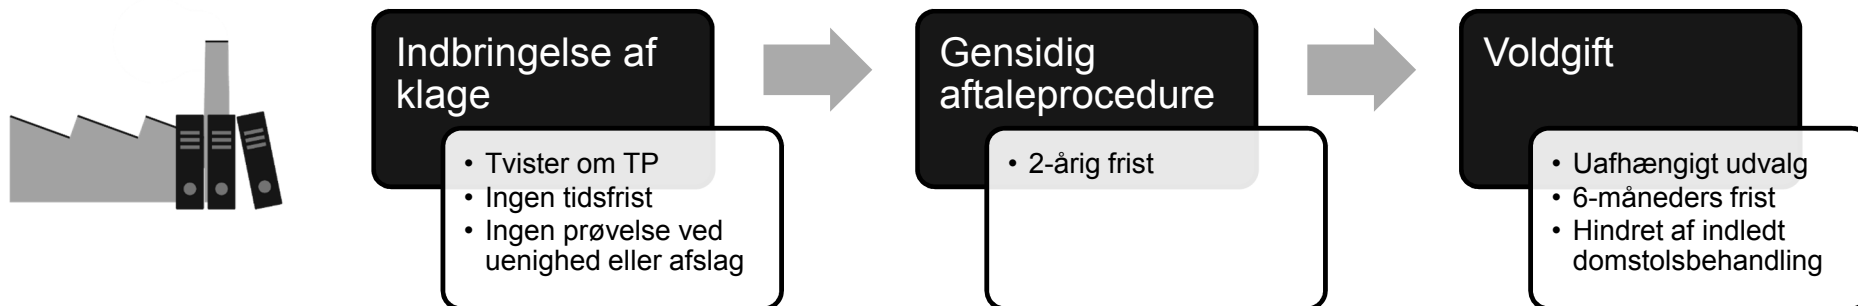 Indbringelse af
klage
• Tvister om TP
• Ingen tidsfrist
• Ingen prøvelse ved
uenighed eller afslag
Gensidig
aftaleprocedure
• 2-årig frist
Voldgift
• Uafhængigt udvalg
• 6-måneders frist
• Hindret af indledt
domstolsbehandling